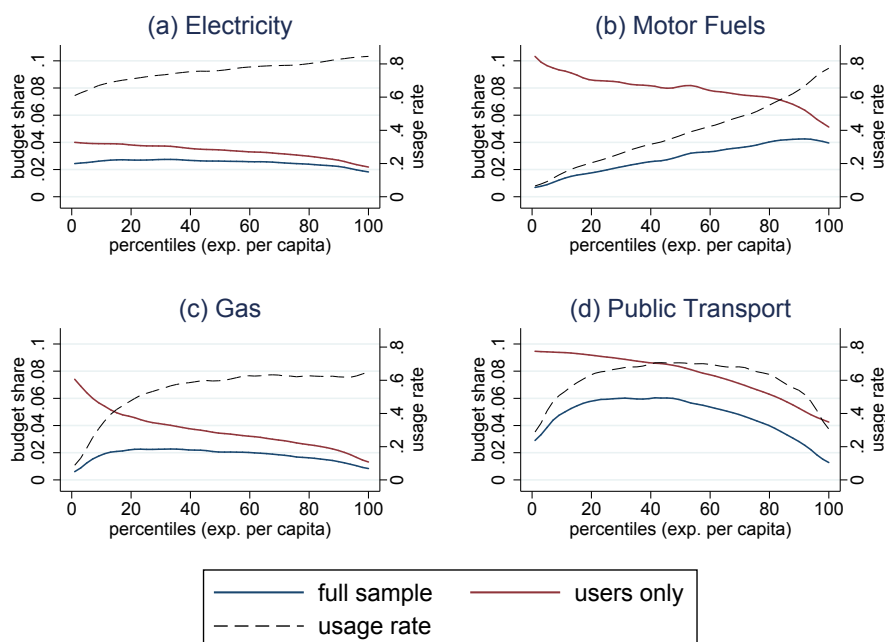 (a) Electricity
budget share
0 .02 .04 .06 .08 .1
0 .2 .4 .6 .8
usage rate
0 20 40 60 80 100
percentiles (exp. per capita)
(b) Motor Fuels
budget share
0 .02 .04 .06 .08 .1
0 .2 .4 .6 .8
usage rate
0 20 40 60 80 100
percentiles (exp. per capita)
(c) Gas
budget share
0 .02 .04 .06 .08 .1
0 .2 .4 .6 .8
usage rate
0 20 40 60 80 100
percentiles (exp. per capita)
(d) Public Transport
budget share
0 .02 .04 .06 .08 .1
0 .2 .4 .6 .8
usage rate
0 20 40 60 80 100
percentiles (exp. per capita)
full sample
users only
usage rate